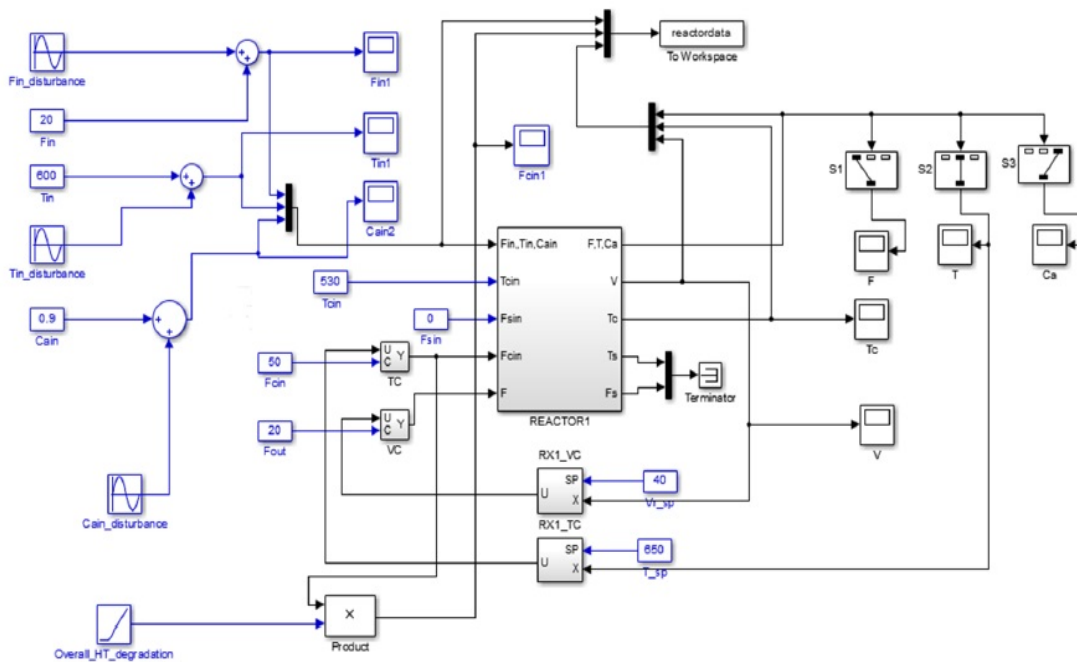 reactordata
To Workspace
Fin_disturbance
Fin1
20
Fin
Tin1
600
Tin
Fcin1
S1
S2
S3
Cain2
Tin_disturbance
REACTOR1
Fin,Tin,Cain
Tcin
Fsin
Fcin
F
F,T,Ca
V
Tc
Ts
Fs
530
Tcin
0
Fsin
0.9
Cain
F
T
Ca
Tc
50
Fcin
U
C
Y
TC
20
Fout
U
C
Y
VC
Terminator
V
RX1_VC
SP
U
X
40
Vr_sp
Cain_disturbance
RX1_TC
SP
U
X
650
T_sp
Overall_HT_degradation
×
Product